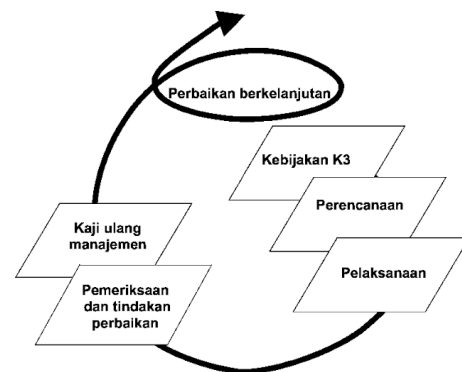 Perbaikan berkelanjutan
Kebijakan K3
Perencanaan
Pelaksanaan
Pemeriksaan
dan tindakan
perbaikan
Kaji ulang
manajemen